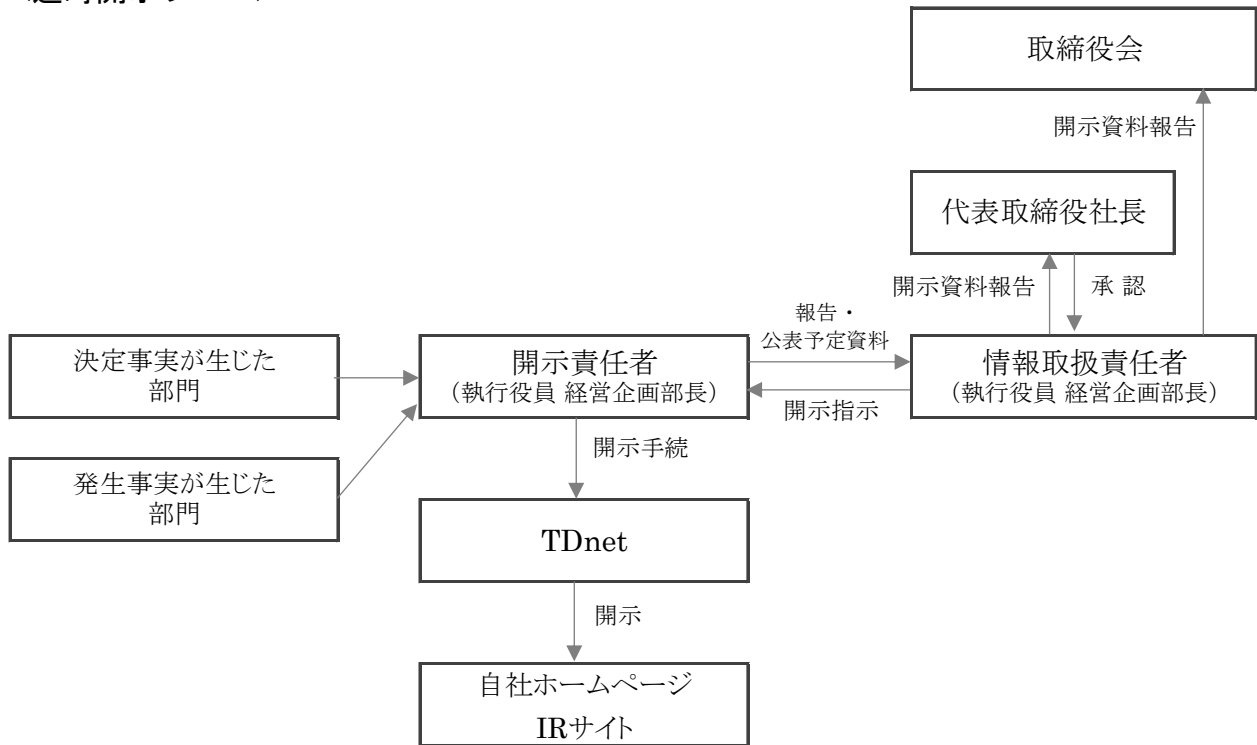 取締役会
開示資料報告
代表取締役社長
開示資料報告
承 認
報告・
公表予定資料
決定事実が生じた
部門
開示責任者
（執行役員 経営企画部長）
情報取扱責任者
（執行役員 経営企画部長）
開示指示
開示手続
発生事実が生じた
部門
TDnet
開示
自社ホームページ
IRサイト